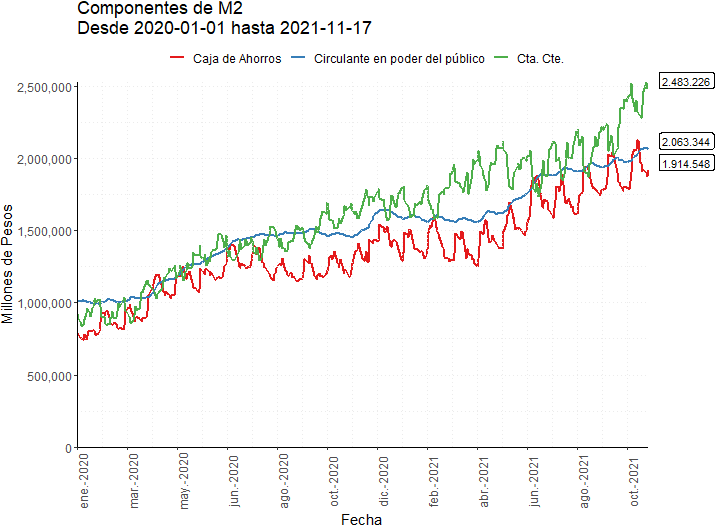 Componentes de M2
Desde 2020-01-01 hasta 2021-11-17
Caja de Ahorros Circulante en poder del público Cta. Cte.
Millones de Pesos
2,500,000
2,000,000
1,500,000
1,000,000
500,000
0
2.483.226
2.063.344
1.914.548
ene.-2020
mar.-2020
may.-2020
jun.-2020
ago.-2020
oct.-2020
dic.-2020
feb.-2021
abr.-2021
jun.-2021
ago.-2021
oct.-2021
Fecha